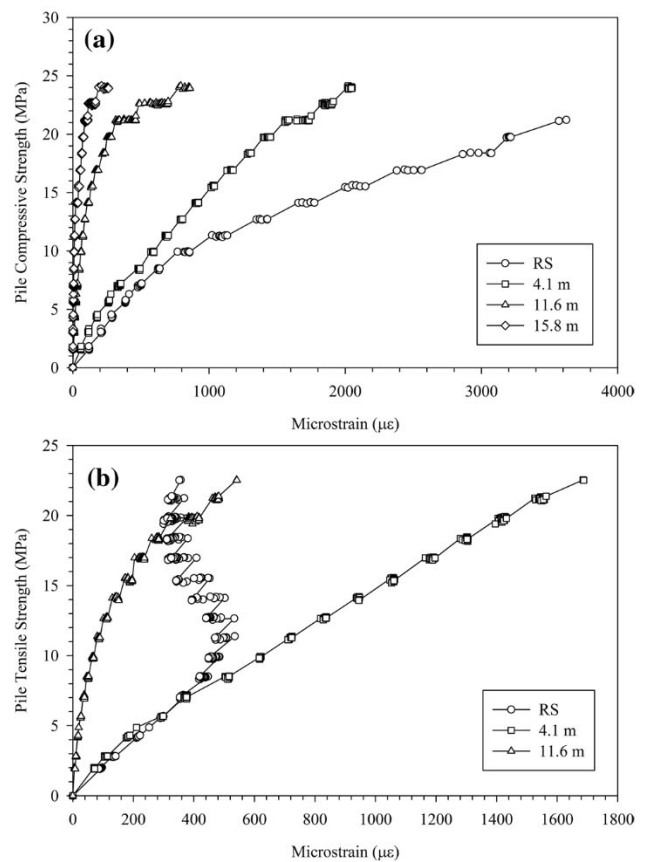 (a)
Pile Compressive Strength (MPa)
30
25
20
15
10
5
0
RS
4.1 m
11.6 m
15.8 m
0 1000 2000 3000 4000
Microstrain (με)
(b)
Pile Tensile Strength (MPa)
25
20
15
10
5
0
RS
4.1 m
11.6 m
0 200 400 600 800 1000 1200 1400 1600 1800
Microstrain (με)